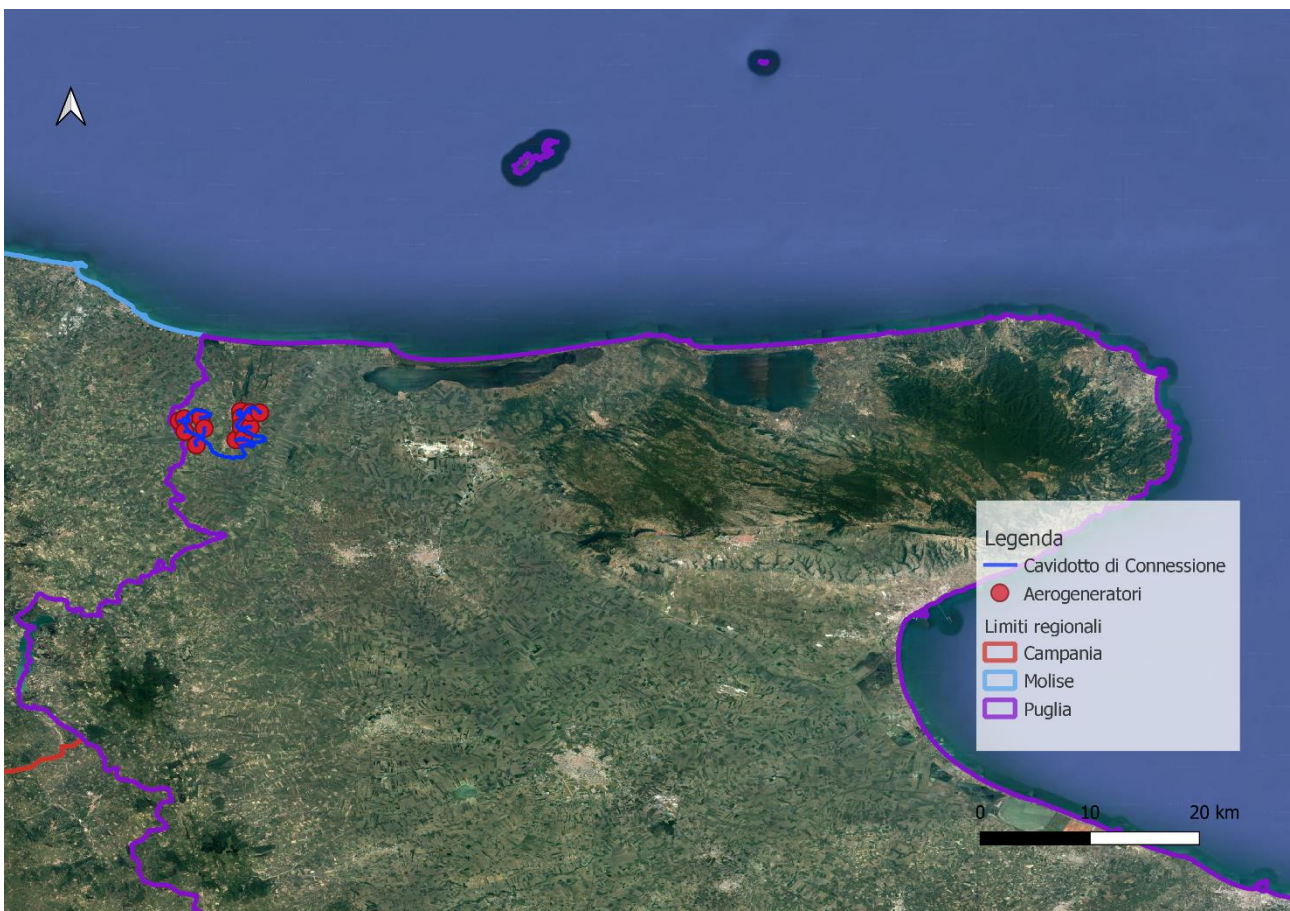 Legenda
Cavidotto di Connessione
Aerogeneratori
Limiti regionali
Campania
Molise
Puglia
0 10 20 km